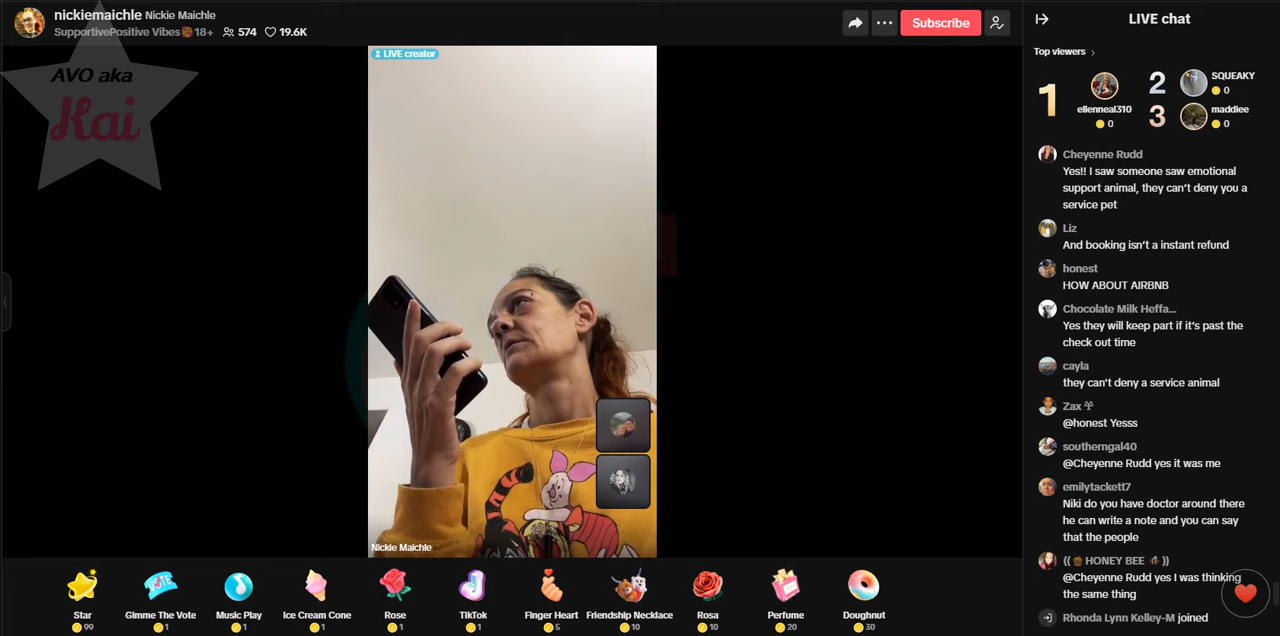 nickiemaichle Nickie Maichle
SupportivePositive Vibes 18+ 574 19.6K
Subscribe
AVO aka
Kai
LIVE creator
Nickie Maichle
Star
99
Gimme The Vote
1
Music Play
1
Ice Cream Cone
1
Rose
1
TikTok
1
Finger Heart
5
Friendship Necklace
10
Rosa
10
Perfume
20
Doughnut
30
LIVE chat
Top viewers
1
ellenneal310
0
2
SQUEAKY
0
3
maddlee
0
Cheyenne Rudd
Yes!! I saw someone saw emotional
support animal, they can't deny you a
service pet
Liz
And booking isn't a instant refund
honest
HOW ABOUT AIRBNB
Chocolate Milk Heffa...
Yes they will keep part if it's past the
check out time
cayla
they can't deny a service animal
Zax
@honest Yesss
southerngal40
@Cheyenne Rudd yes it was me
emilytackett7
Niki do you have doctor around there
he can write a note and you can say
that the people
(( HONEY BEE ))
@Cheyenne Rudd yes I was thinking
the same thing
Rhonda Lynn Kelley-M joined